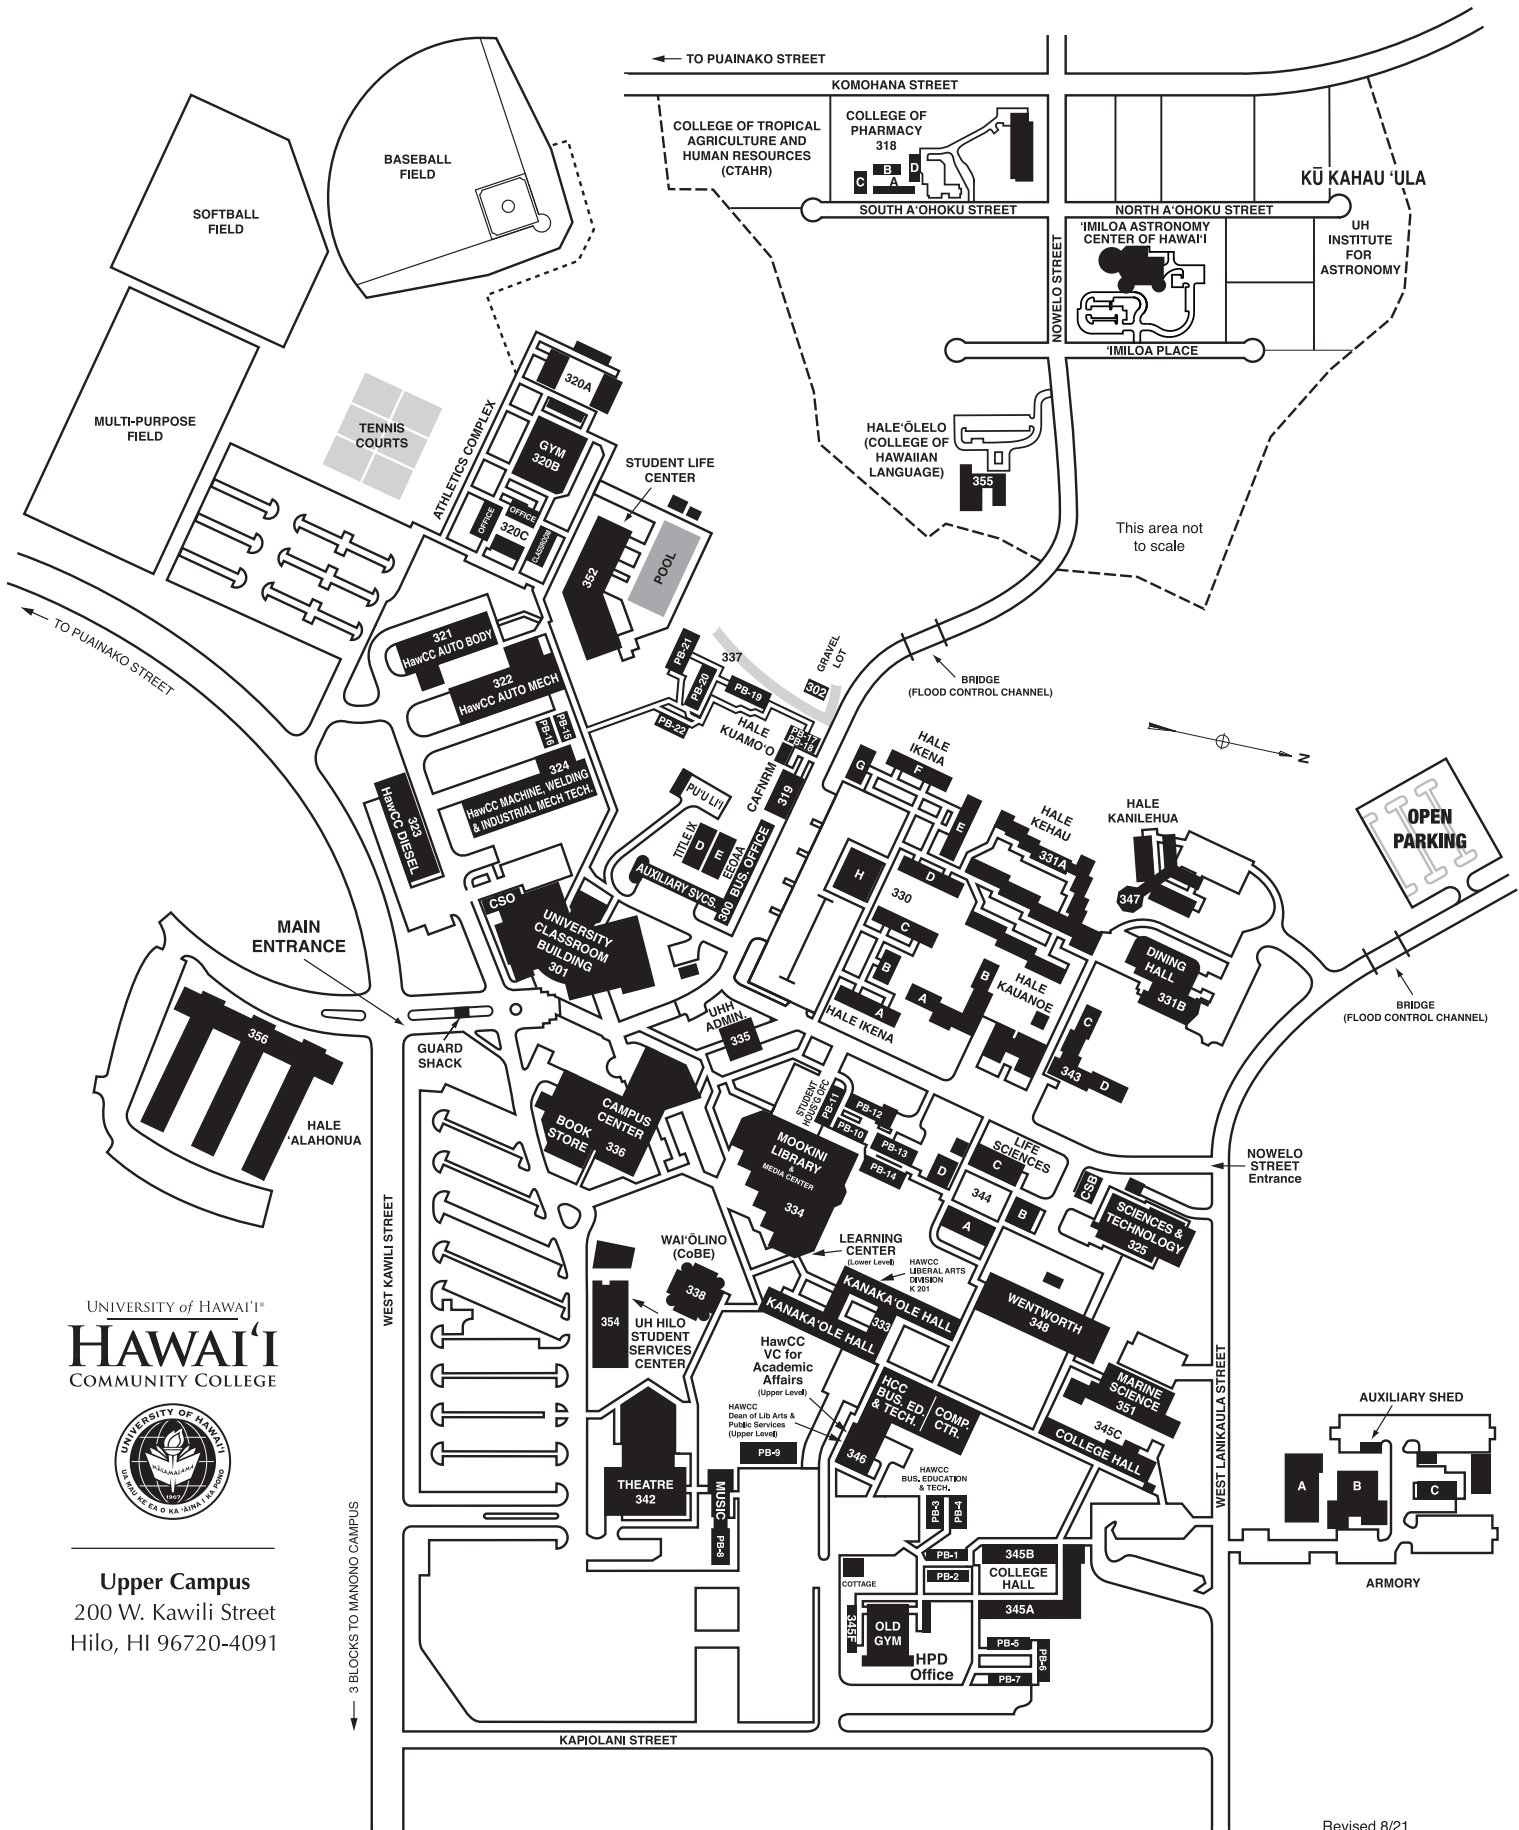 TO PUAINAKO STREET
KOMOHANA STREET
COLLEGE OF TROPICAL
AGRICULTURE AND
HUMAN RESOURCES
(CTAHR)
COLLEGE OF
PHARMACY
318
B
D
C
A
KŪ KAHAU ‘ULA
SOUTH A‘OHOKU STREET
NORTH A‘OHOKU STREET
‘IMILOA ASTRONOMY
CENTER OF HAWAI‘I
UH
INSTITUTE
FOR
ASTRONOMY
NOWELO STREET
‘IMILOA PLACE
HALE‘ŌLELO
(COLLEGE OF
HAWAIIAN
LANGUAGE)
355
This area not
to scale
BASEBALL
FIELD
SOFTBALL
FIELD
MULTI-PURPOSE
FIELD
TENNIS
COURTS
ATHLETICS COMPLEX
320A
GYM
320B
OFFICE
OFFICE
320C
CLASSROOM
STUDENT LIFE
CENTER
352
POOL
TO PUAINAKO STREET
321
HawCC AUTO BODY
322
HawCC AUTO MECH
PB-16
PB-15
324
HawCC MACHINE, WELDING
& INDUSTRIAL MECH TECH.
323
HawCC DIESEL
PB-21
337
PB-20
PB-19
PB-22
HALE
KUAMO‘O
PB-17
PB-18
302
GRAVEL
LOT
BRIDGE
(FLOOD CONTROL CHANNEL)
N
PU‘U LI‘I
CAFNRM
319
TITLE IX
D
E
EEOAA
BUS. OFFICE
300
AUXILIARY SVCS.
CSO
UNIVERSITY
CLASSROOM
BUILDING
301
HALE
IKENA
G
F
E
H
D
330
C
B
A
HALE IKENA
HALE
KEHAU
331A
HALE
KANILEHUA
347
DINING
HALL
331B
HALE
KAUANOE
B
A
C
343
D
OPEN
PARKING
BRIDGE
(FLOOD CONTROL CHANNEL)
MAIN
ENTRANCE
GUARD
SHACK
356
HALE
‘ALAHONUA
UHH
ADMIN.
335
CAMPUS
CENTER
BOOK
STORE
336
STUDENT
HOUS'G OFC
PB-11
PB-12
PB-10
PB-13
PB-14
MOOKINI
LIBRARY
&
MEDIA CENTER
334
LIFE
SCIENCES
D
C
344
B
A
CSB
SCIENCES &
TECHNOLOGY
325
NOWELO
STREET
Entrance
WEST KAWILI STREET
WAI‘ŌLINO
(CoBE)
338
354
UH HILO
STUDENT
SERVICES
CENTER
LEARNING
CENTER
(Lower Level)
HAWCC
LIBERAL ARTS
DIVISION
K 201
KANAKA‘OLE HALL
333
KANAKA‘OLE HALL
WENTWORTH
348
HawCC
VC for
Academic
Affairs
(Upper Level)
HAWCC
Dean of Lib Arts &
Public Services
(Upper Level)
HCC
BUS. ED
& TECH.
COMP.
CTR.
346
MARINE
SCIENCE
351
345C
COLLEGE HALL
WEST LANIKAULA STREET
AUXILIARY SHED
A
B
C
ARMORY
THEATRE
342
MUSIC
PB-8
PB-9
HAWCC
BUS. EDUCATION
& TECH.
PB-3
PB-4
PB-1
PB-2
345B
COLLEGE
HALL
345A
COTTAGE
345F
OLD
GYM
HPD
Office
PB-5
PB-6
PB-7
UNIVERSITY of HAWAI‘I®
HAWAI‘I
COMMUNITY COLLEGE
UNIVERSITY OF HAWAI‘I
MALAMALAMA
1907
UA MAU KE EA O KA ‘ĀINA I KA PONO
Upper Campus
200 W. Kawili Street
Hilo, HI 96720-4091
3 BLOCKS TO MANONO CAMPUS
KAPIOLANI STREET
Revised 8/21